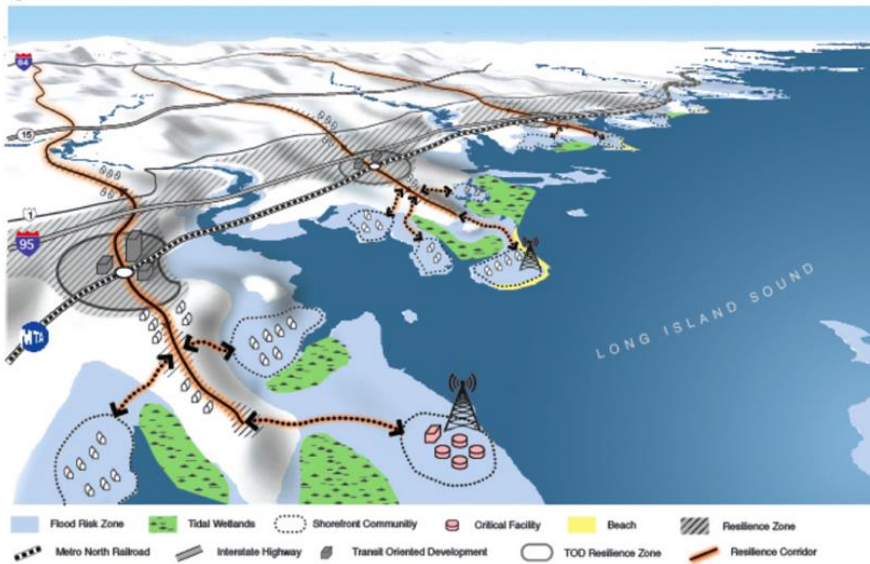 84
15
1
95
MTA
LONG ISLAND SOUND
Flood Risk Zone Tidal Wetlands Shorefront Communitiy Critical Facility Beach Resilience Zone
Metro North Railroad Interstate Highway Transit Oriented Development TOD Resilience Zone Resilience Corridor